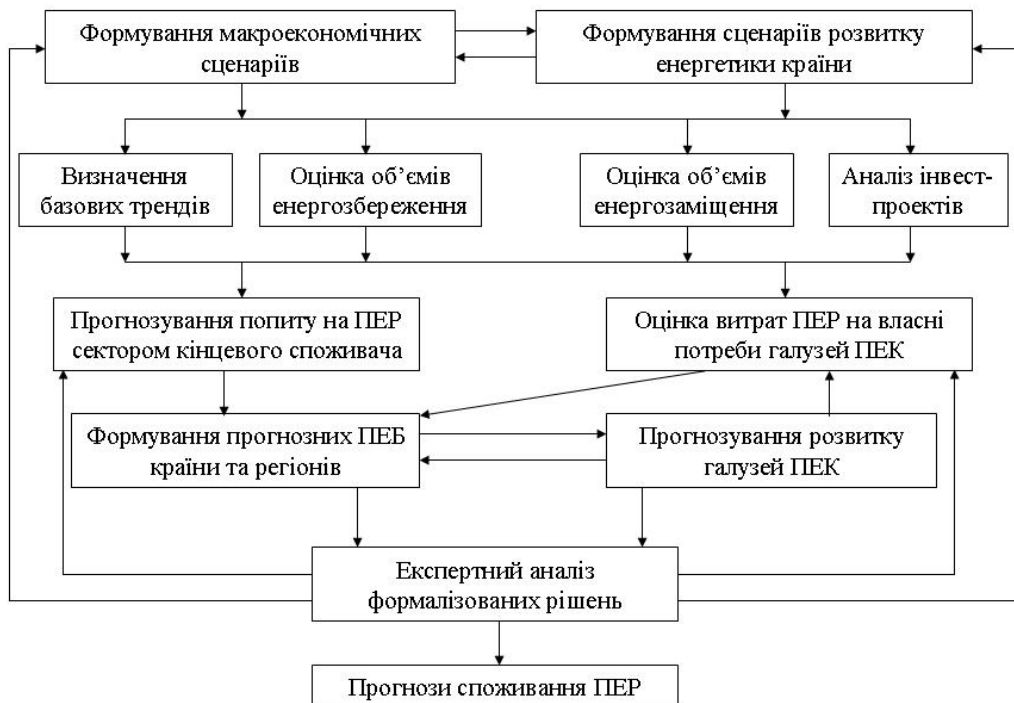 Формування макроекономічних
сценаріїв
Формування сценаріїв розвитку
енергетики країни
Визначення
базових трендів
Оцінка об’ємів
енергозбереження
Оцінка об’ємів
енергозаміщення
Аналіз інвест-
проектів
Прогнозування попиту на ПЕР
сектором кінцевого споживача
Оцінка витрат ПЕР на власні
потреби галузей ПЕК
Формування прогнозних ПЕБ
країни та регіонів
Прогнозування розвитку
галузей ПЕК
Експертний аналіз
формалізованих рішень
Прогнози споживання ПЕР